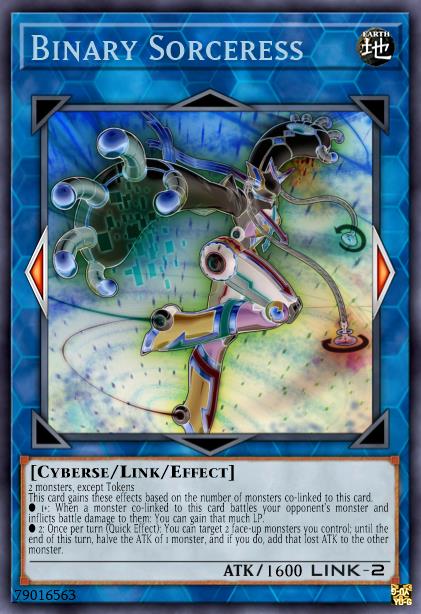 BINARY SORCERESS
EARTH
地
[CYBERSE/LINK/EFFECT]
2 monsters, except Tokens
This card gains these effects based on the number of monsters co-linked to this card.
● 1+: When a monster co-linked to this card battles your opponent's monster and
inflicts battle damage to them: You can gain that much LP.
● 2: Once per turn (Quick Effect): You can target 2 face-up monsters you control; until the
end of this turn, halve the ATK of 1 monster, and if you do, add that lost ATK to the other
monster.
ATK/1600 LINK-2
79016563